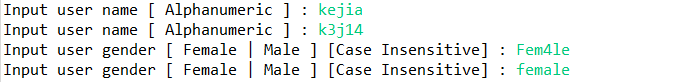 Input user name [ Alphanumeric ] : kejia
Input user name [ Alphanumeric ] : k3j14
Input user gender [ Female | Male ] [Case Insensitive] : Fem4le
Input user gender [ Female | Male ] [Case Insensitive] : female